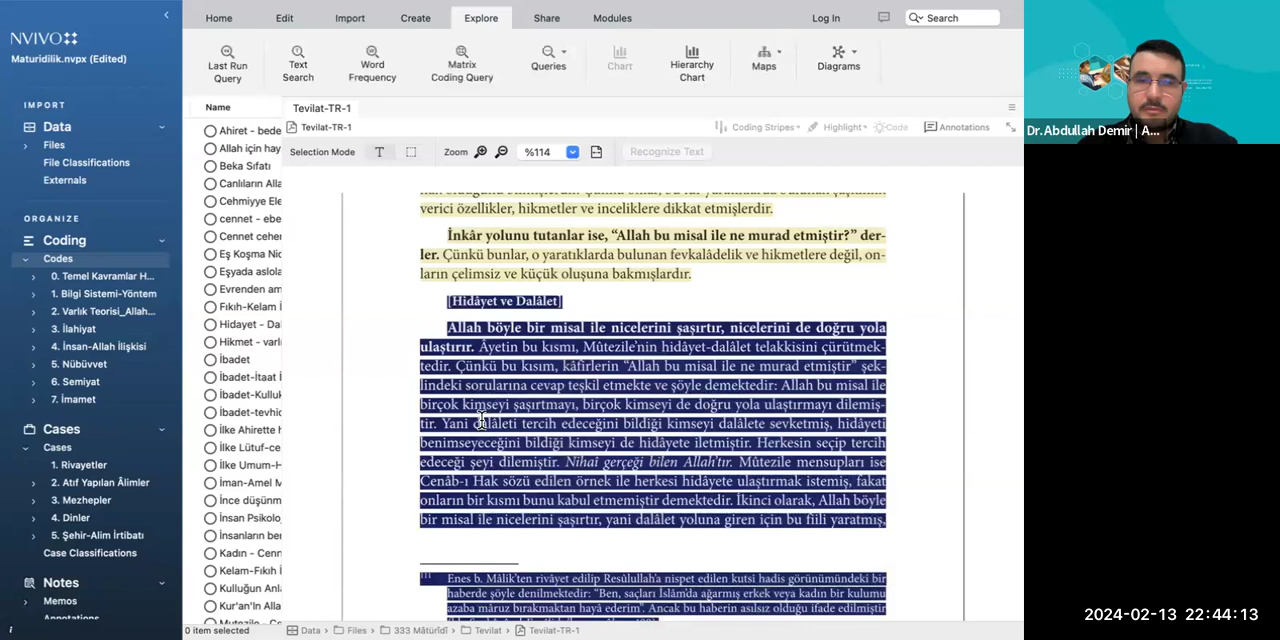 NVIVO
Maturidilik.nvpx (Edited)
IMPORT
Data
Files
File Classifications
Externals
ORGANIZE
Coding
Codes
0. Temel Kavramlar H...
1. Bilgi Sistemi-Yöntem
2. Varlık Teorisi_Allah...
3. İlahiyat
4. İnsan-Allah İlişkisi
5. Nübüvvet
6. Semiyat
7. İmamet
Cases
Cases
1. Rivayetler
2. Atıf Yapılan Âlimler
3. Mezhepler
4. Dinler
5. Şehir-Alim İrtibatı
Case Classifications
Notes
Memos
Annotations
Home Edit Import Create Explore Share Modules Log In Search
Last Run Query
Text Search
Word Frequency
Matrix Coding Query
Queries
Chart
Hierarchy Chart
Maps
Diagrams
Name
Ahiret - bede
Allah için hay
Beka Sıfatı
Canlıların Alla
Cehmiyye Ele
cennet - ebe
Cennet cehe
Eş Koşma Nic
Eşyada aslola
Evrenden am
Fıkıh-Kelam İ
Hidayet - Da
Hikmet - varl
İbadet
İbadet-İtaat İ
İbadet-Kulluk
İbadet-tevhic
İlke Ahirette h
İlke Lütuf-ce
İlke Umum-H
İman-Amel M
İnce düşünm
İnsan Psikolo
İnsanların ber
Kadın - Cenn
Kelam-Fıkıh İ
Kulluğun Anla
Kur'an'In Alla
0 item selected
Tevilat-TR-1
Tevilat-TR-1
Coding Stripes Highlight Code Annotations
Selection Mode T Zoom %114 Recognize Text
verici özellikler, hikmetler ve inceliklere dikkat etmişlerdir.
İnkâr yolunu tutanlar ise, “Allah bu misal ile ne murad etmiştir?” der-
ler. Çünkü bunlar, o yaratıklarda bulunan fevkalâdelik ve hikmetlere değil, on-
ların çelimsiz ve küçük oluşuna bakmışlardır.
[Hidâyet ve Dalâlet]
Allah böyle bir misal ile nicelerini şaşırtır, nicelerini de doğru yola
ulaştırır. Âyetin bu kısmı, Mûtezile’nin hidâyet-dalâlet telakkisini çürütmek-
tedir. Çünkü bu kısım, kâfirlerin “Allah bu misal ile ne murad etmiştir” şek-
lindeki sorularına cevap teşkil etmekte ve şöyle demektedir: Allah bu misal ile
birçok kimseyi şaşırtmayı, birçok kimseyi de doğru yola ulaştırmayı dilemiş-
tir. Yani dalâleti tercih edeceğini bildiği kimseyi dalâlete sevketmiş, hidâyeti
benimseyeceğini bildiği kimseyi de hidâyete iletmiştir. Herkesin seçip tercih
edeceği şeyi dilemiştir. Nihaî gerçeği bilen Allah’tır. Mûtezile mensupları ise
Cenâb-ı Hak sözü edilen örnek ile herkesi hidâyete ulaştırmak istemiş, fakat
onların bir kısmı bunu kabul etmemiştir demektedir. İkinci olarak, Allah böyle
bir misal ile nicelerini şaşırtır, yani dalâlet yoluna giren için bu fiili yaratmış,
111 Enes b. Mâlik’ten rivâyet edilip Resûlullah’a nispet edilen kutsi hadis görünümündeki bir
haberde şöyle denilmektedir: “Ben, saçları İslâm’da ağarmış erkek veya kadın bir kulumu
azaba mâruz bırakmaktan hayâ ederim”. Ancak bu haberin asılsız olduğu ifade edilmiştir
Data Files 333 Mâtürîdî Tevilat Tevilat-TR-1
Dr.Abdullah Demir | A...
2024-02-13 22:44:13